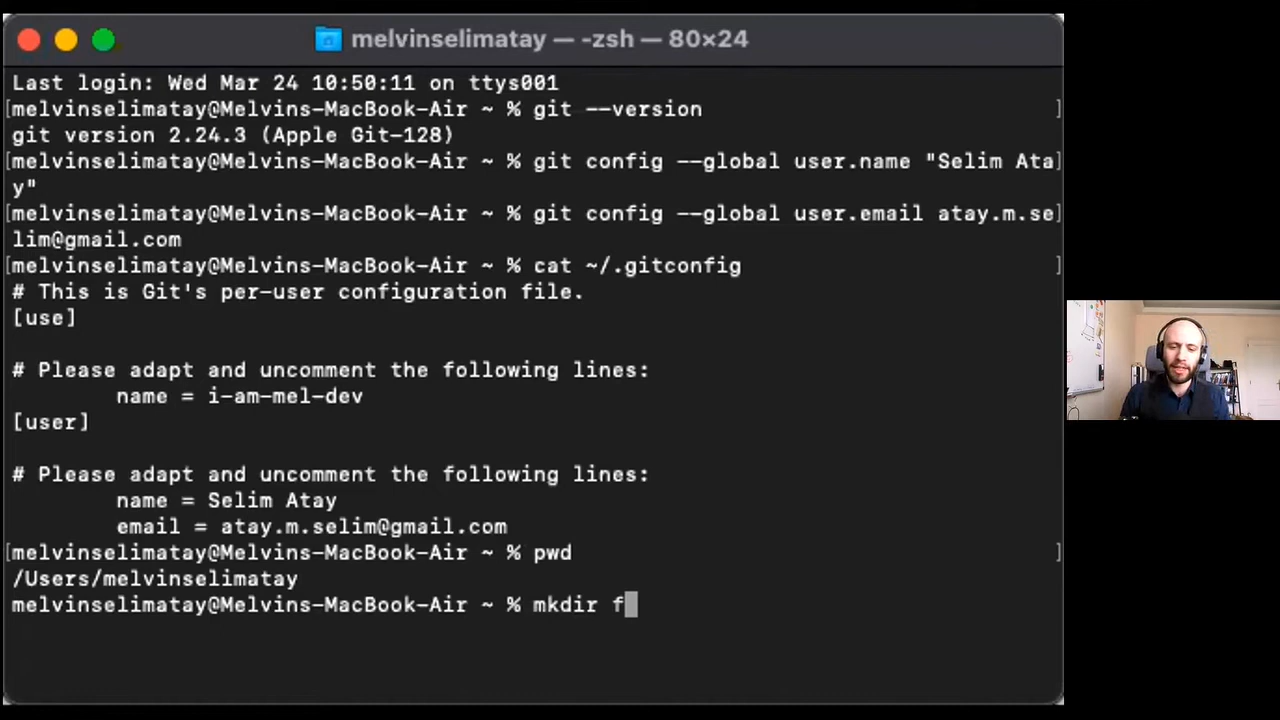 melvinselimatay — -zsh — 80×24
Last login: Wed Mar 24 10:50:11 on ttys001
[melvinselimatay@Melvins-MacBook-Air ~ % git --version ]
git version 2.24.3 (Apple Git-128)
[melvinselimatay@Melvins-MacBook-Air ~ % git config --global user.name "Selim Ata]
y"
[melvinselimatay@Melvins-MacBook-Air ~ % git config --global user.email atay.m.se]
lim@gmail.com
[melvinselimatay@Melvins-MacBook-Air ~ % cat ~/.gitconfig ]
# This is Git's per-user configuration file.
[use]
# Please adapt and uncomment the following lines:
name = i-am-mel-dev
[user]
# Please adapt and uncomment the following lines:
name = Selim Atay
email = atay.m.selim@gmail.com
[melvinselimatay@Melvins-MacBook-Air ~ % pwd ]
/Users/melvinselimatay
melvinselimatay@Melvins-MacBook-Air ~ % mkdir f